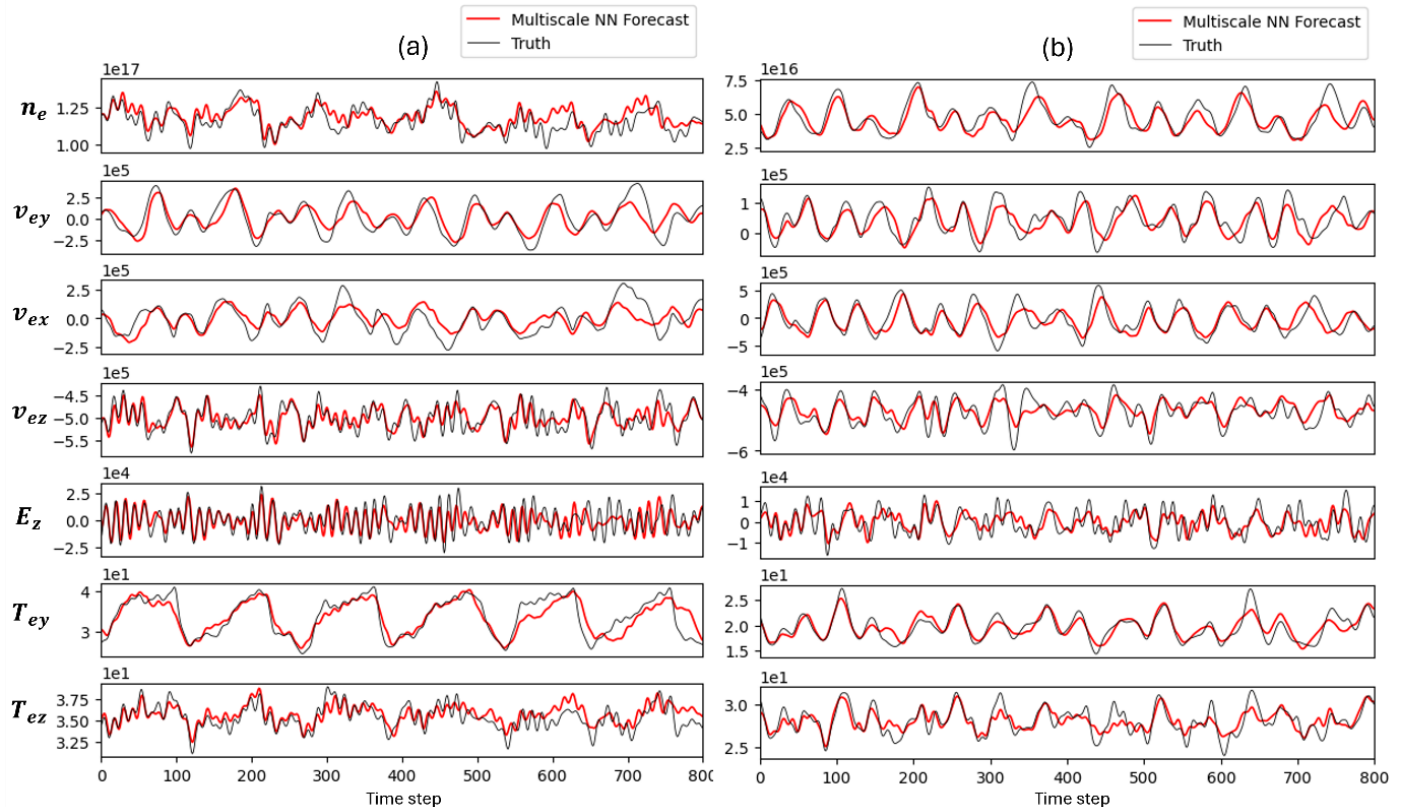 Multiscale NN Forecast
Truth
(a)
Multiscale NN Forecast
Truth
(b)
1e17
n_e
1.25
1.00
1e5
v_ey
2.5
0.0
−2.5
1e5
v_ex
2.5
0.0
−2.5
1e5
v_ez
−4.5
−5.0
−5.5
1e4
E_z
2.5
0.0
−2.5
1e1
T_ey
4
3
1e1
T_ez
3.75
3.50
3.25
0 100 200 300 400 500 600 700 800
Time step
1e16
7.5
5.0
2.5
1e5
1
0
1e5
5
0
−5
1e5
−4
−6
1e4
1
0
−1
1e1
2.5
2.0
1.5
1e1
3.0
2.5
0 100 200 300 400 500 600 700 800
Time step